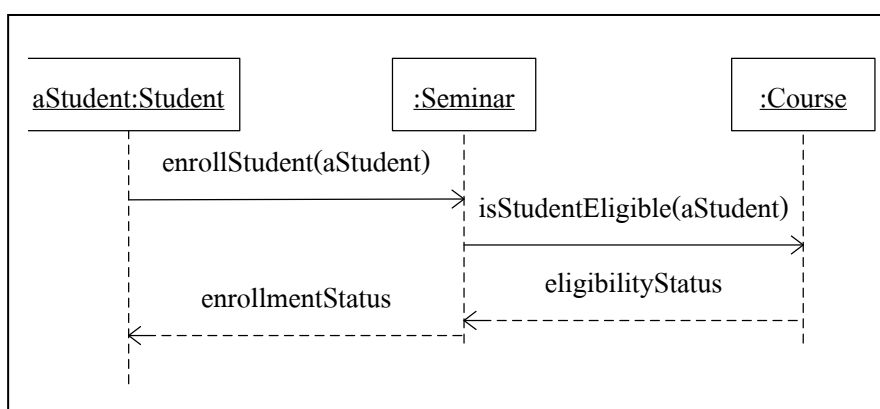 aStudent:Student
:Seminar
:Course
enrollStudent(aStudent)
isStudentEligible(aStudent)
eligibilityStatus
enrollmentStatus